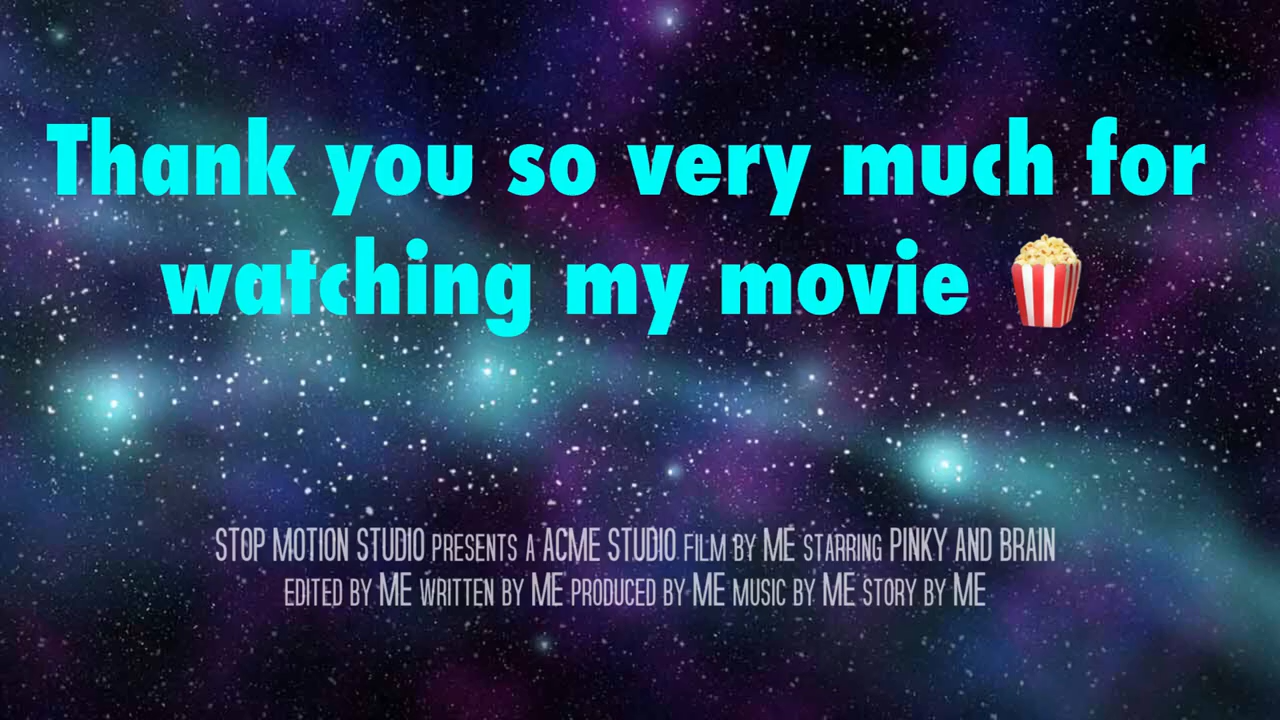 Thank you so very much for
watching my movie 🍿
STOP MOTION STUDIO PRESENTS A ACME STUDIO FILM BY ME STARRING PINKY AND BRAIN
EDITED BY ME WRITTEN BY ME PRODUCED BY ME MUSIC BY ME STORY BY ME